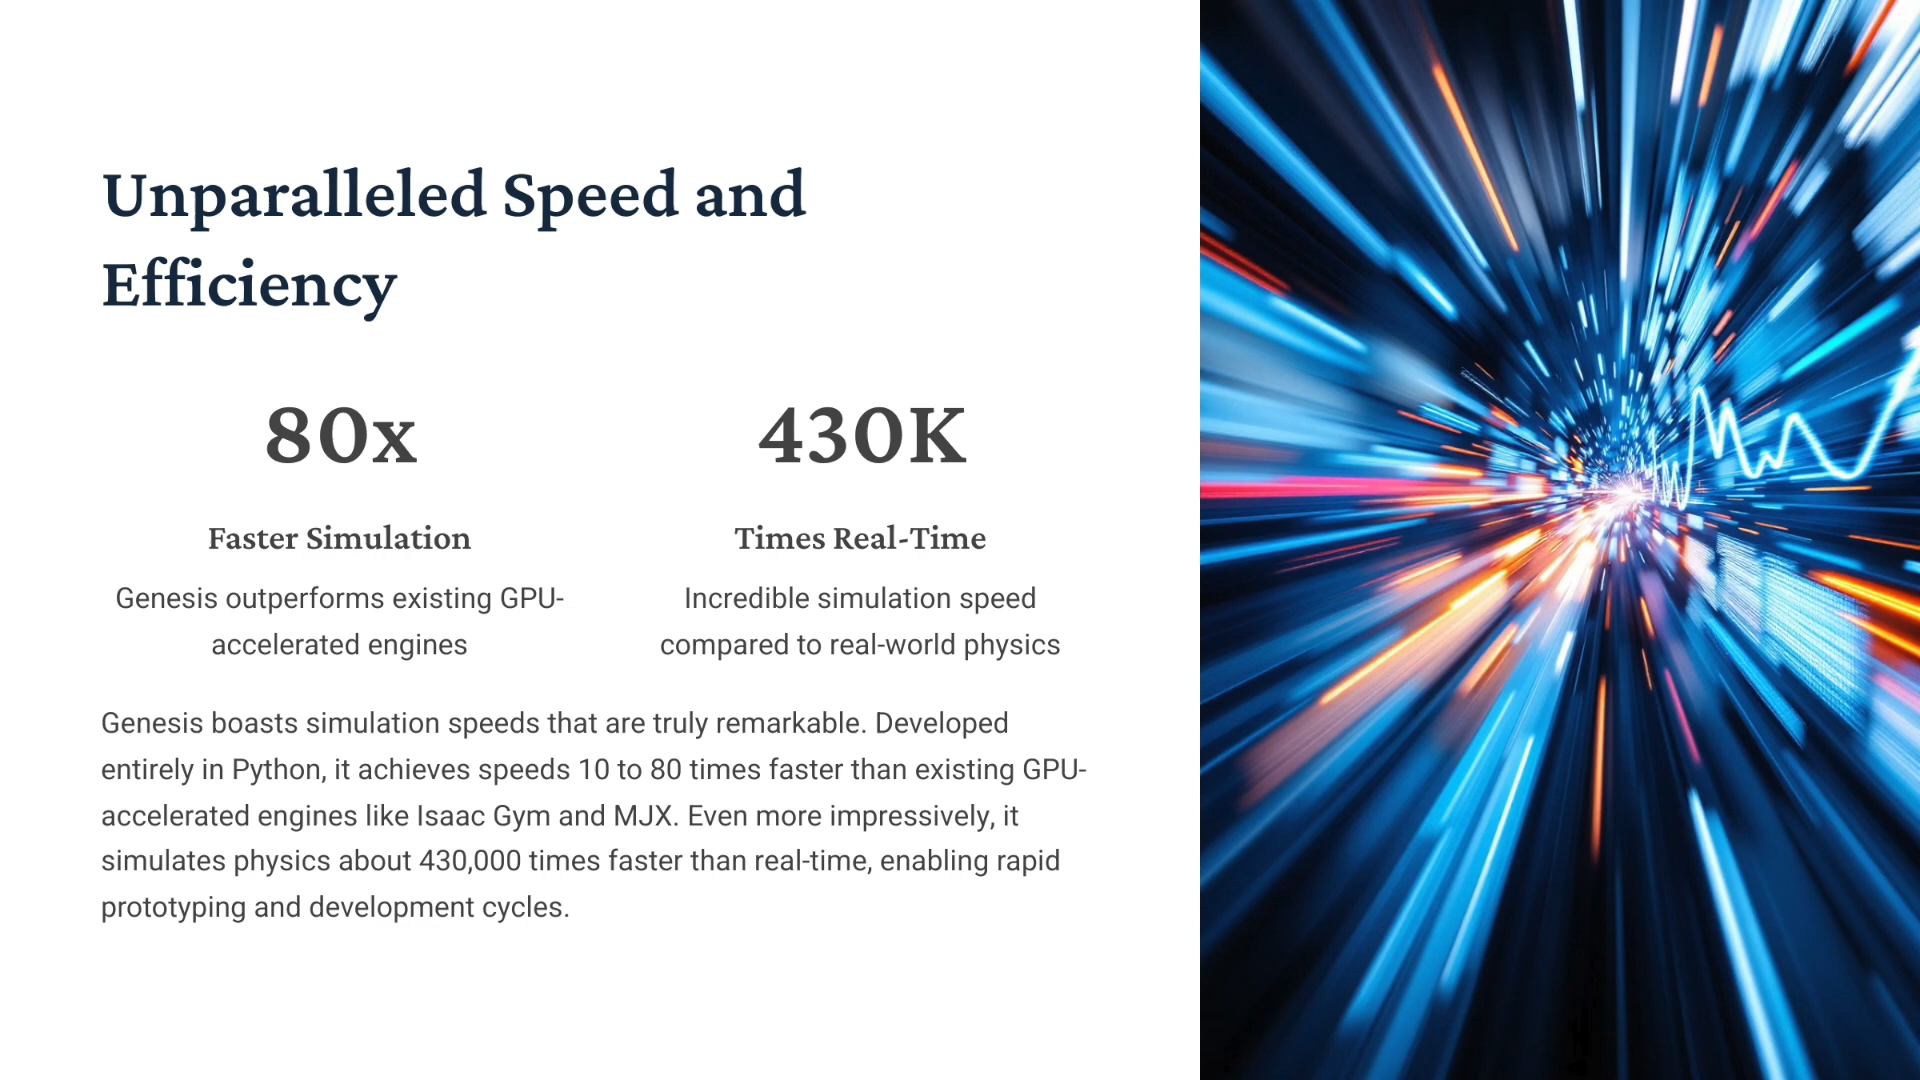 Unparalleled Speed and
Efficiency
80x
430K
Faster Simulation
Times Real-Time
Genesis outperforms existing GPU-
accelerated engines
Incredible simulation speed
compared to real-world physics
Genesis boasts simulation speeds that are truly remarkable. Developed
entirely in Python, it achieves speeds 10 to 80 times faster than existing GPU-
accelerated engines like Isaac Gym and MJX. Even more impressively, it
simulates physics about 430,000 times faster than real-time, enabling rapid
prototyping and development cycles.